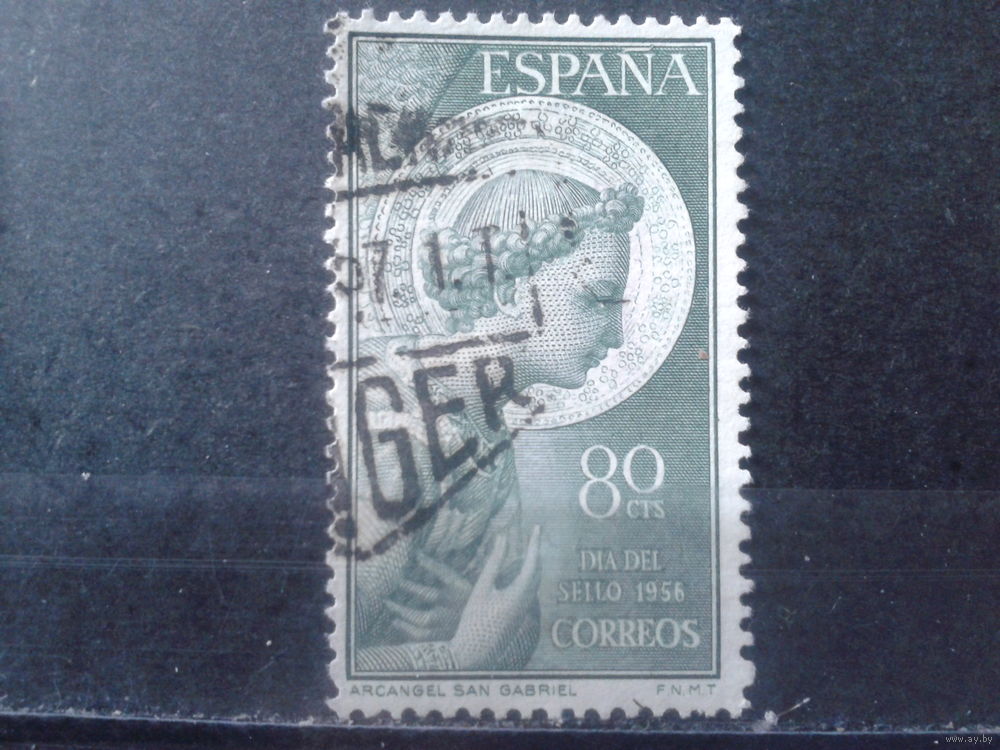 ESPAÑA
GER
80
CTS
DIA DEL
SELLO 1956
CORREOS
ARCANGEL SAN GABRIEL F.N.M.T
www.ay.by